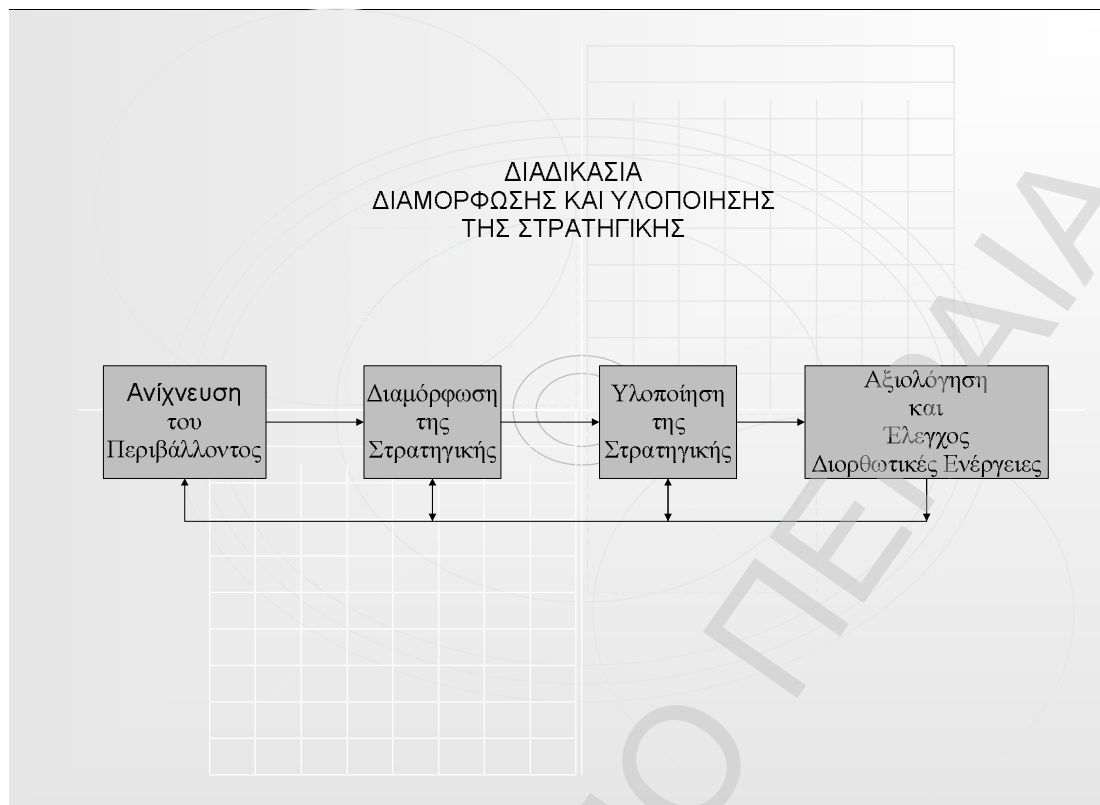 ΔΙΑΔΙΚΑΣΙΑ
ΔΙΑΜΟΡΦΩΣΗΣ ΚΑΙ ΥΛΟΠΟΙΗΣΗΣ
ΤΗΣ ΣΤΡΑΤΗΓΙΚΗΣ
Ανίχνευση
του
Περιβάλλοντος
Διαμόρφωση
της
Στρατηγικής
Υλοποίηση
της
Στρατηγικής
Αξιολόγηση
και
Έλεγχος
Διορθωτικές Ενέργειες